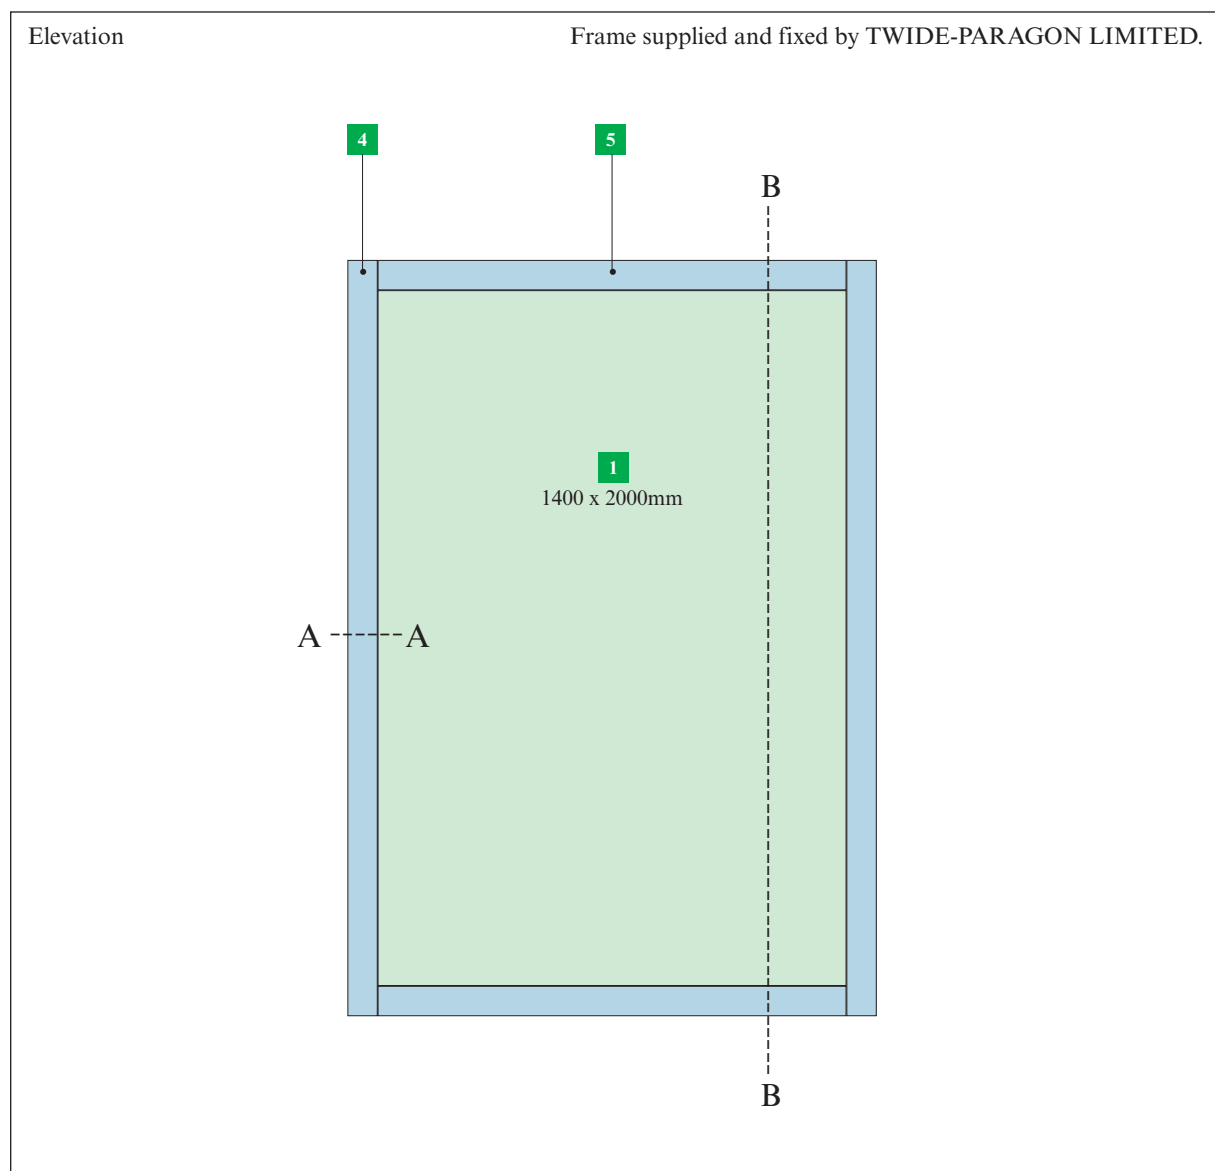 Elevation
Frame supplied and fixed by TWIDE-PARAGON LIMITED.
4
5
B
1
1400 x 2000mm
A
A
B